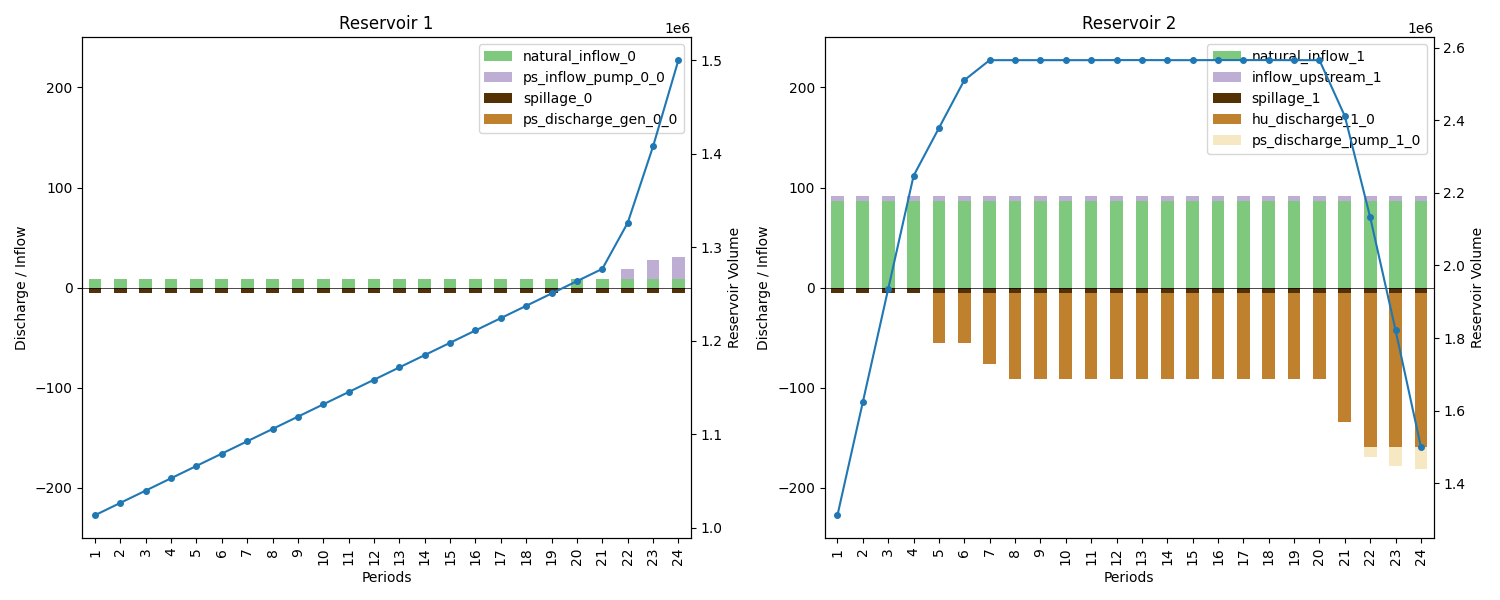 Reservoir 1
1e6
natural_inflow_0
ps_inflow_pump_0_0
spillage_0
ps_discharge_gen_0_0
200
100
0
−100
−200
Discharge / Inflow
1.5
1.4
1.3
1.2
1.1
1.0
Reservoir Volume
1 2 3 4 5 6 7 8 9 10 11 12 13 14 15 16 17 18 19 20 21 22 23 24
Periods
Reservoir 2
1e6
natural_inflow_1
inflow_upstream_1
spillage_1
hu_discharge_1_0
ps_discharge_pump_1_0
200
100
0
−100
−200
Discharge / Inflow
2.6
2.4
2.2
2.0
1.8
1.6
1.4
Reservoir Volume
1 2 3 4 5 6 7 8 9 10 11 12 13 14 15 16 17 18 19 20 21 22 23 24
Periods